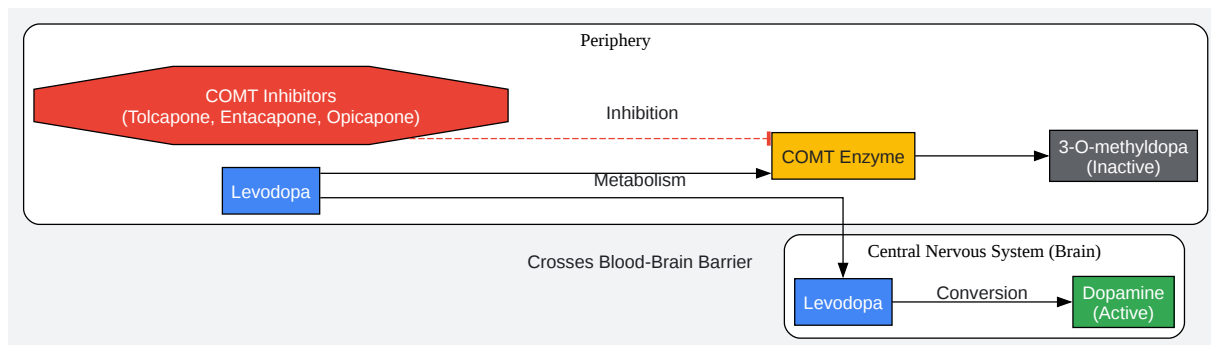 Periphery
COMT Inhibitors
(Tolcapone, Entacapone, Opicapone)
Inhibition
COMT Enzyme
3-O-methyldopa
(Inactive)
Levodopa
Metabolism
Crosses Blood-Brain Barrier
Central Nervous System (Brain)
Levodopa
Conversion
Dopamine
(Active)